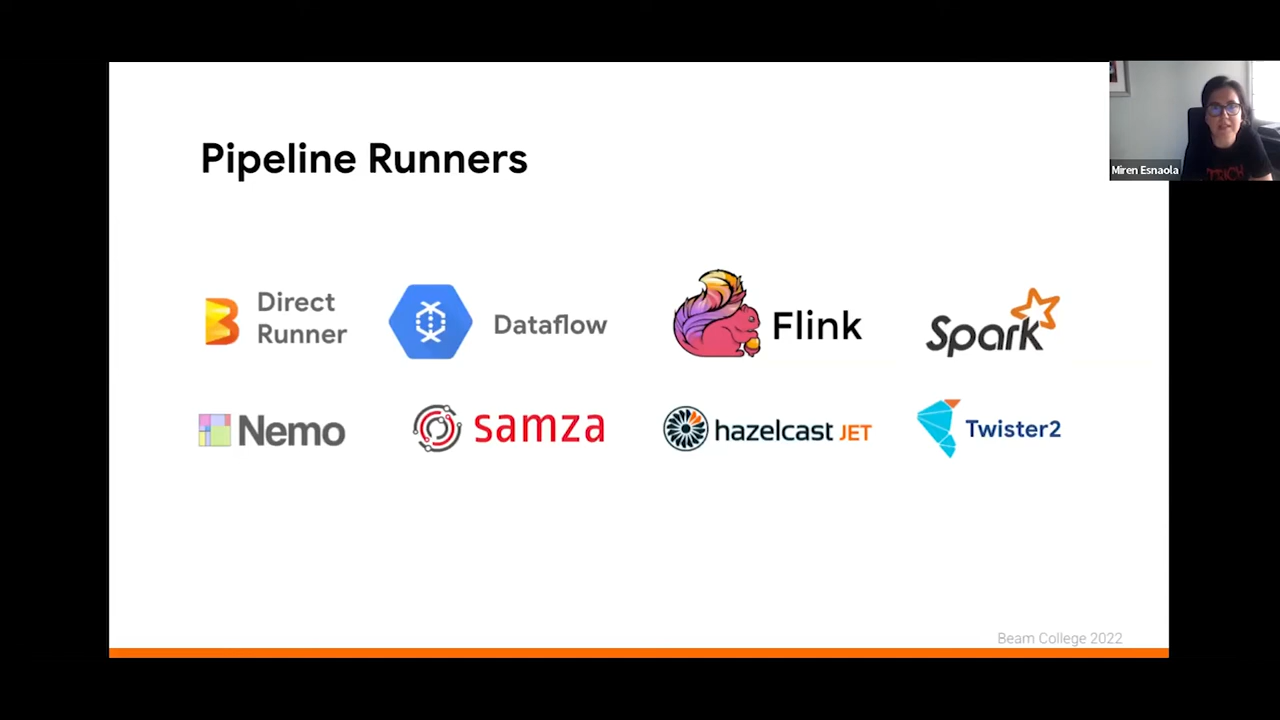 Pipeline Runners
Miren Esnaola
Direct
Runner
Dataflow
Flink
Spark
Nemo
samza
hazelcast JET
Twister2
Beam College 2022